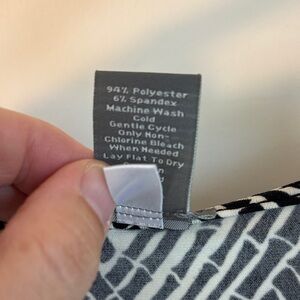 94% Polyester
6% Spandex
Machine Wash
Cold
Gentle Cycle
Only Non-
Chlorine Bleach
When Needed
Lay Flat To Dry